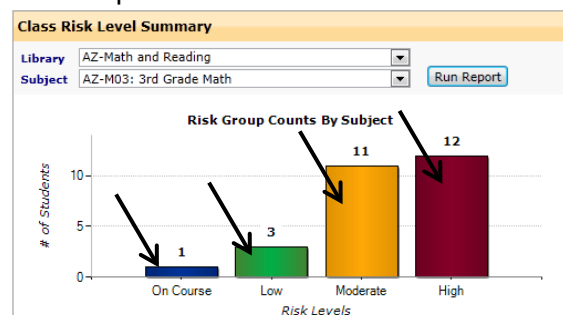 Class Risk Level Summary
Library AZ-Math and Reading
Subject AZ-M03: 3rd Grade Math Run Report
Risk Group Counts By Subject
# of Students
12
11
10
5
3
1
0
On Course Low Moderate High
Risk Levels